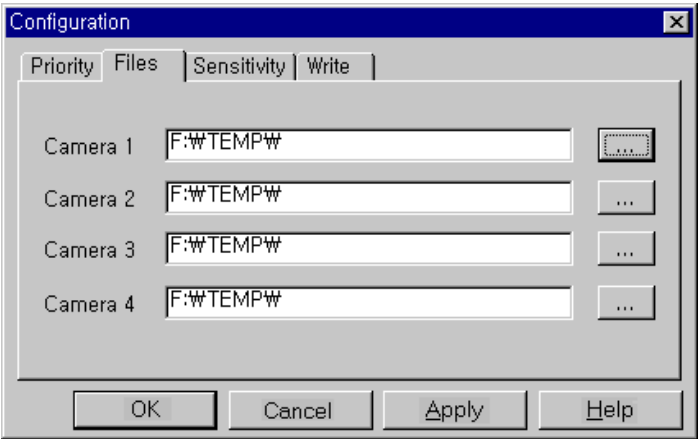 Configuration
Priority Files Sensitivity Write
Camera 1 F:₩TEMP₩ ...
Camera 2 F:₩TEMP₩ ...
Camera 3 F:₩TEMP₩ ...
Camera 4 F:₩TEMP₩ ...
OK Cancel Apply Help